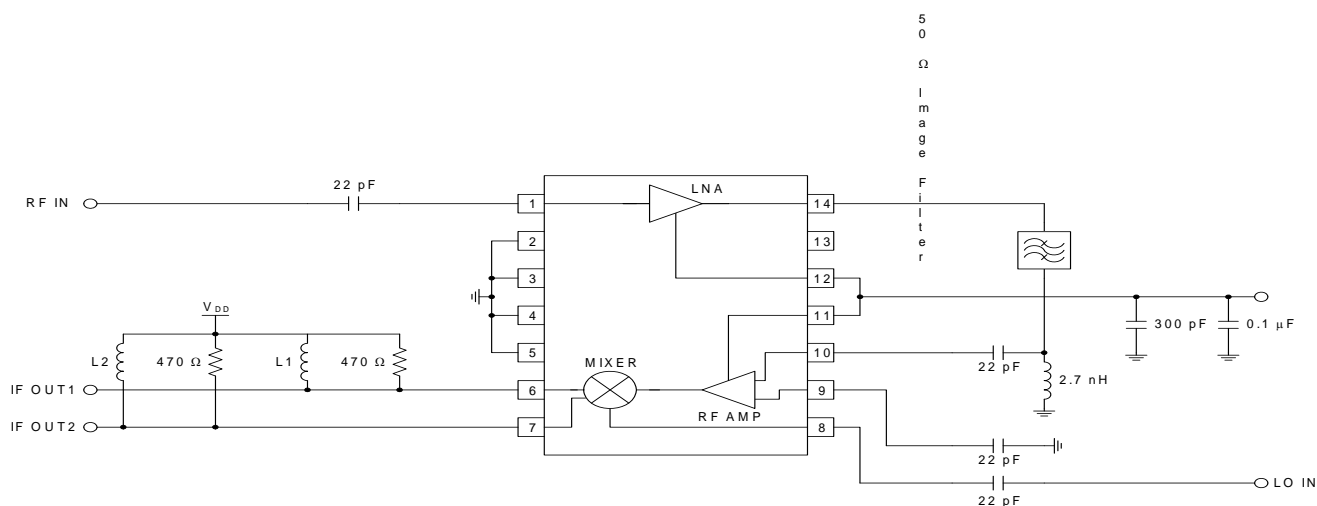 50 Ω Image Filter
RF IN
22 pF
1
2
3
4
5
6
7
LNA
MIXER
RF AMP
14
13
12
11
10
9
8
VDD
L2
470 Ω
L1
470 Ω
IF OUT1
IF OUT2
300 pF
0.1 µF
22 pF
2.7 nH
22 pF
22 pF
LO IN